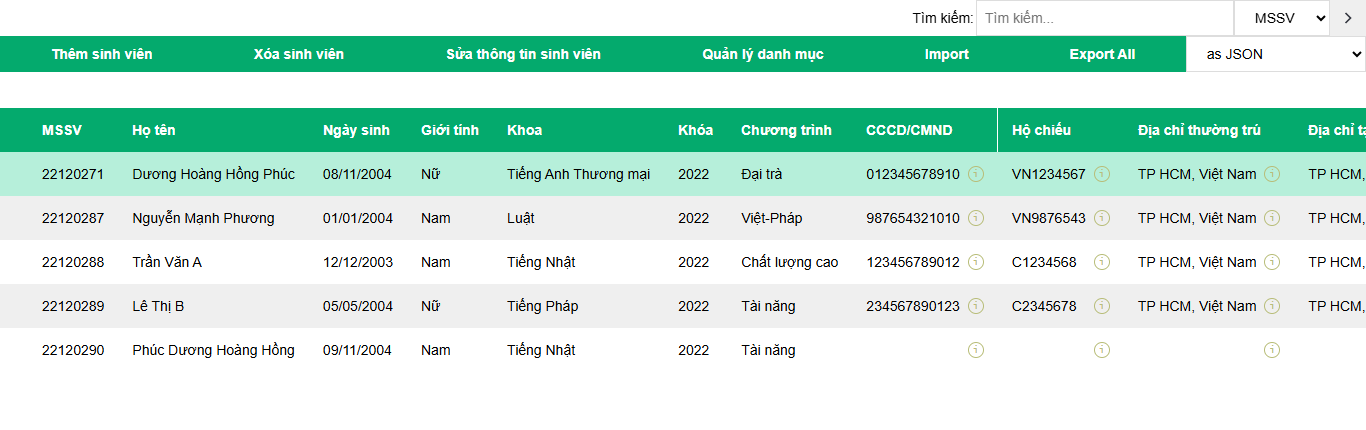 Tìm kiếm: Tìm kiếm... MSSV
Thêm sinh viên Xóa sinh viên Sửa thông tin sinh viên Quản lý danh mục Import Export All as JSON
MSSV Họ tên Ngày sinh Giới tính Khoa Khóa Chương trình CCCD/CMND Hộ chiếu Địa chỉ thường trú Địa chỉ
22120271 Dương Hoàng Hồng Phúc 08/11/2004 Nữ Tiếng Anh Thương mại 2022 Đại trà 012345678910 VN1234567 TP HCM, Việt Nam TP HCM,
22120287 Nguyễn Mạnh Phương 01/01/2004 Nam Luật 2022 Việt-Pháp 987654321010 VN9876543 TP HCM, Việt Nam TP HCM,
22120288 Trần Văn A 12/12/2003 Nam Tiếng Nhật 2022 Chất lượng cao 123456789012 C1234568 TP HCM, Việt Nam TP HCM,
22120289 Lê Thị B 05/05/2004 Nữ Tiếng Pháp 2022 Tài năng 234567890123 C2345678 TP HCM, Việt Nam TP HCM,
22120290 Phúc Dương Hoàng Hồng 09/11/2004 Nam Tiếng Nhật 2022 Tài năng